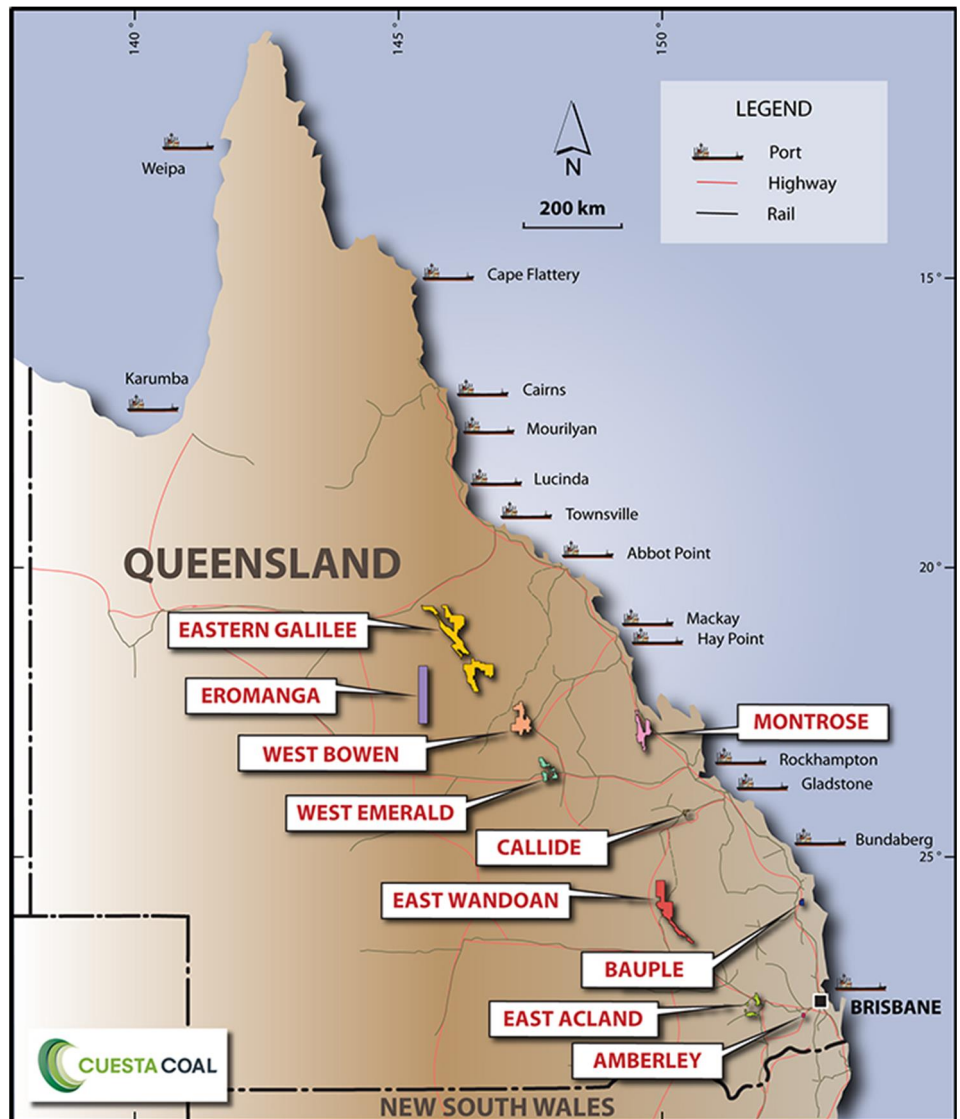 140 °
145 °
150 °
LEGEND
Port
Highway
Rail
N
200 km
Weipa
Cape Flattery
15 °
Karumba
Cairns
Mourilyan
Lucinda
Townsville
Abbot Point
QUEENSLAND
20 °
EASTERN GALILEE
Mackay
Hay Point
EROMANGA
MONTROSE
WEST BOWEN
Rockhampton
Gladstone
WEST EMERALD
CALLIDE
Bundaberg
25 °
EAST WANDOAN
BAUPLE
BRISBANE
EAST ACLAND
AMBERLEY
CUESTA COAL
NEW SOUTH WALES